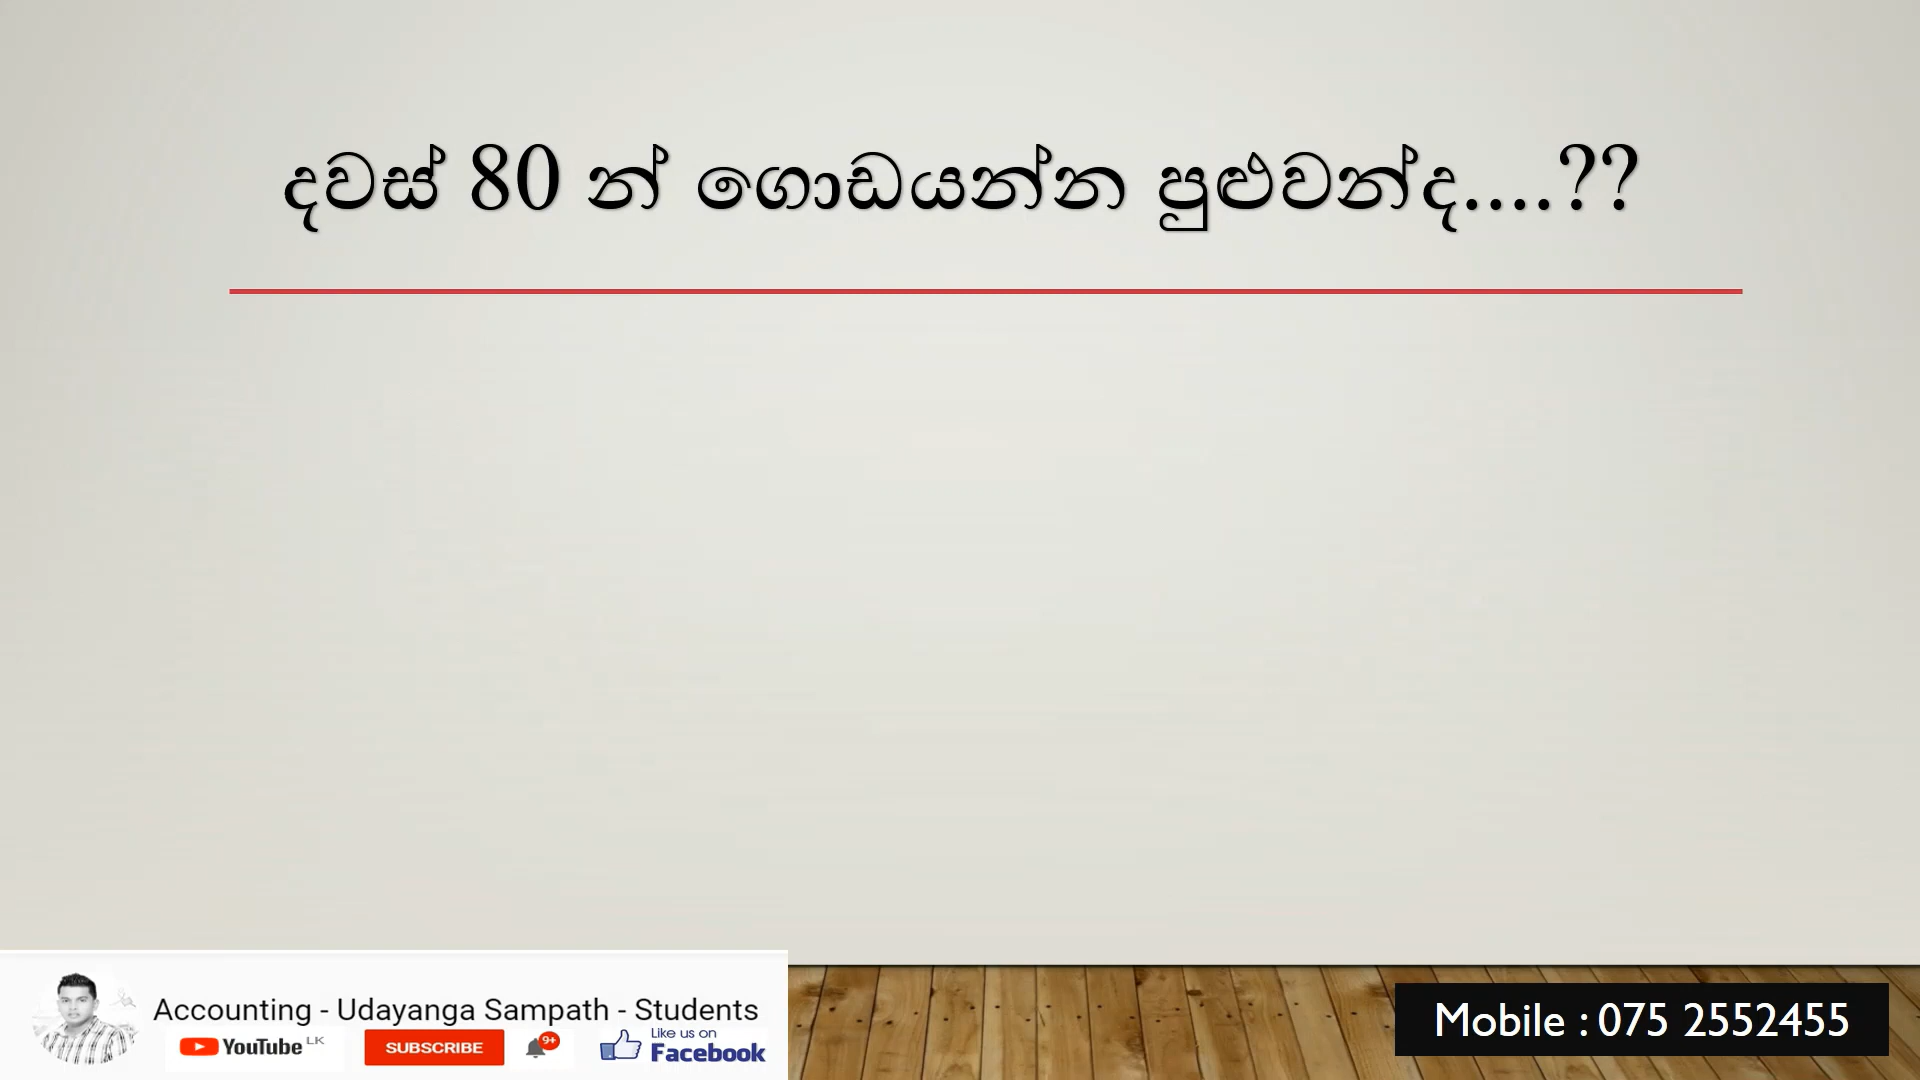 දවස් 80 න් ගොඩයන්න පුළුවන්ද....??
Accounting - Udayanga Sampath - Students
YouTube LK
SUBSCRIBE
9+
Like us on
Facebook
Mobile : 075 2552455